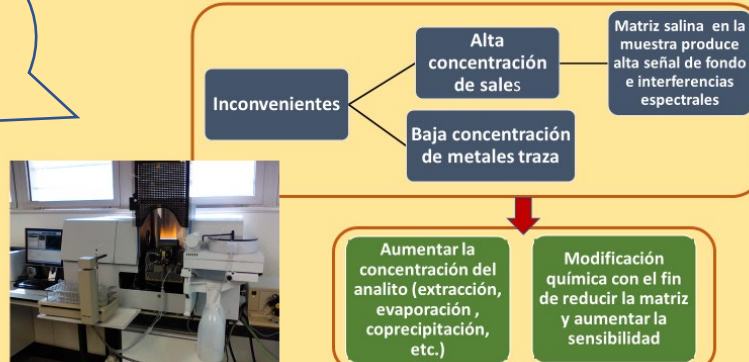 Inconvenientes
Alta
concentración
de sales
Matriz salina en la
muestra produce
alta señal de fondo
e interferencias
espectrales
Baja concentración
de metales traza
Aumentar la
concentración del
analito (extracción,
evaporación ,
coprecipitación,
etc.)
Modificación
química con el fin
de reducir la matriz
y aumentar la
sensibilidad